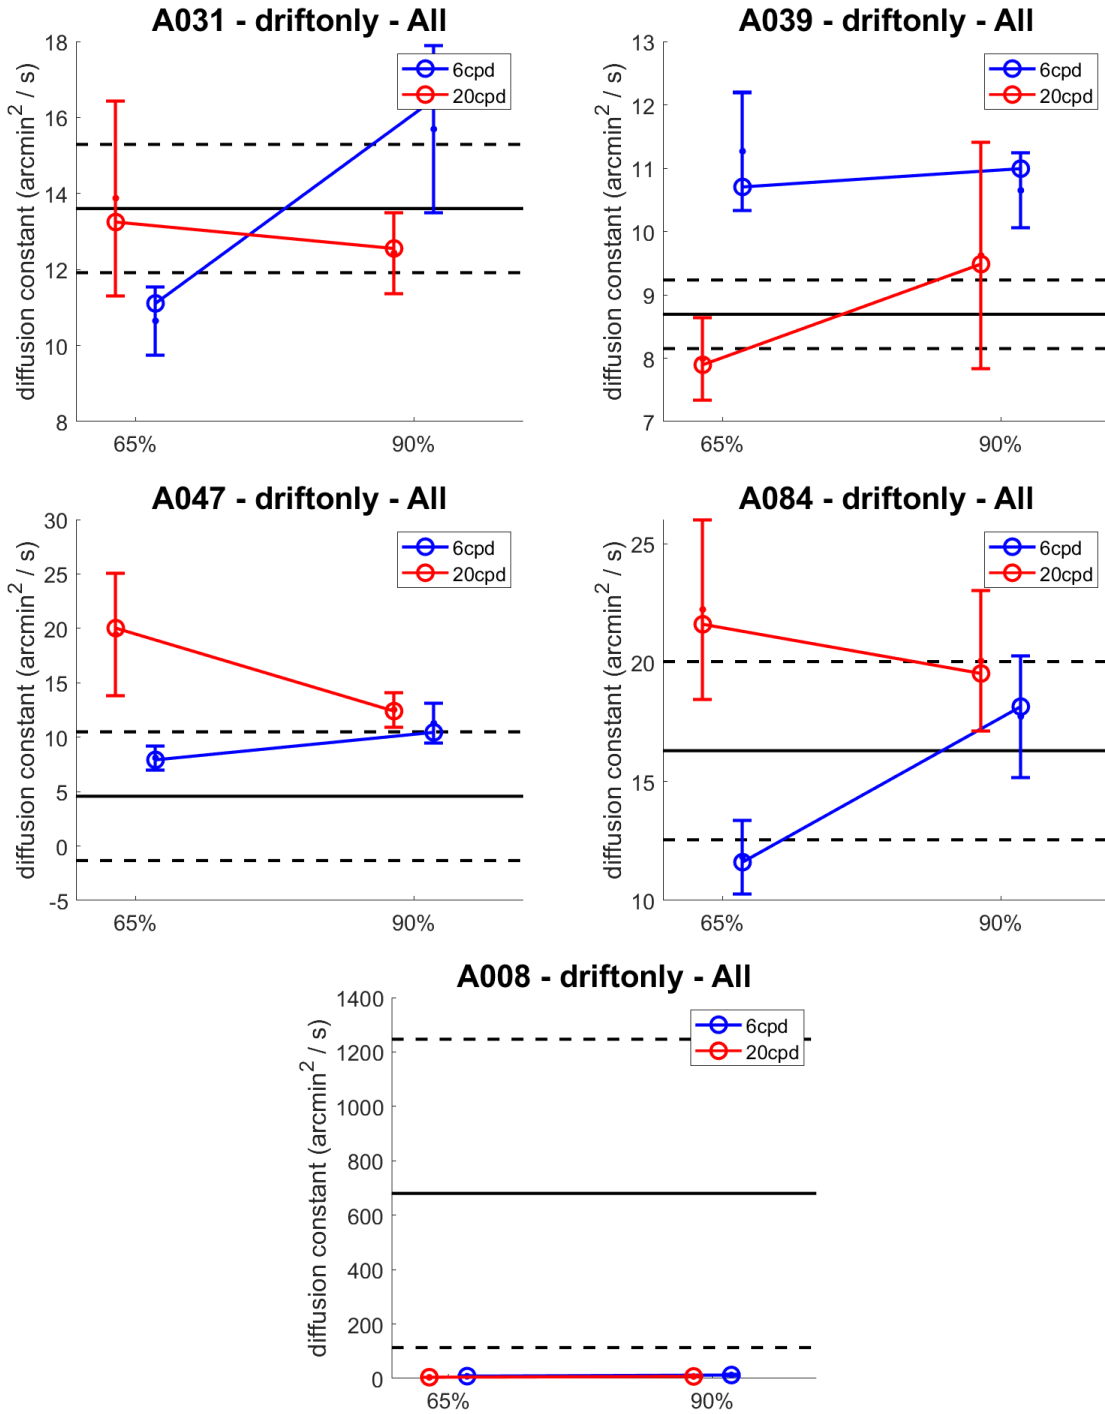 A031 - driftonly - All
diffusion constant (arcmin² / s)
18
16
14
12
10
8
65%
90%
6cpd
20cpd
A039 - driftonly - All
diffusion constant (arcmin² / s)
13
12
11
10
9
8
7
65%
90%
6cpd
20cpd
A047 - driftonly - All
diffusion constant (arcmin² / s)
30
25
20
15
10
5
0
-5
65%
90%
6cpd
20cpd
A084 - driftonly - All
diffusion constant (arcmin² / s)
25
20
15
10
65%
90%
6cpd
20cpd
A008 - driftonly - All
diffusion constant (arcmin² / s)
1400
1200
1000
800
600
400
200
0
65%
90%
6cpd
20cpd